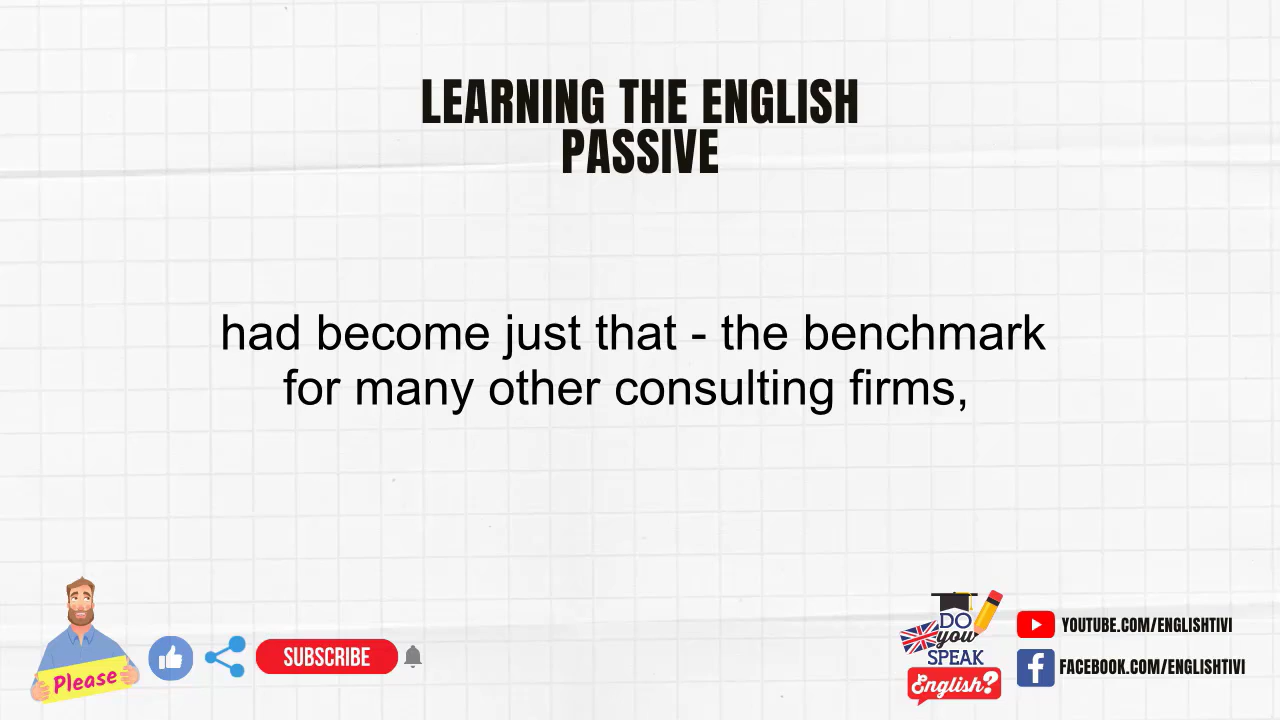 LEARNING THE ENGLISH
PASSIVE
had become just that - the benchmark
for many other consulting firms,
Please
SUBSCRIBE
DO
you
SPEAK
English?
YOUTUBE.COM/ENGLISHTIVI
FACEBOOK.COM/ENGLISHTIVI